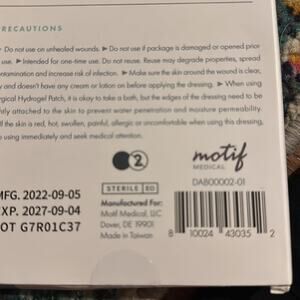 PRECAUTIONS
▶ Do not use on unhealed wounds. ▶ Do not use if package is damaged or opened prior
use. ▶ Intended for one-time use. Do not reuse. Reuse may degrade properties, spread
ontamination and increase risk of infection. ▶ Make sure the skin around the wound is clear,
y and doesn't have any cream or lotion on before applying the dressing. ▶ When using
rgical Hydrogel Patch, it is okay to take a bath, but the edges of the dressing need to be
htly attached to the skin to prevent water penetration and moisture permeability.
If the skin is red, hot, swollen, painful, allergic or uncomfortable when using this dressing,
p using immediately and seek medical attention.
2
motif
MEDICAL
DAB00002-01
MFG. 2022-09-05
EXP. 2027-09-04
LOT G7R01C37
STERILE EO
Manufactured For:
Motif Medical, LLC
Dover, DE 19901
Made in Taiwan
8 10024 43035 2